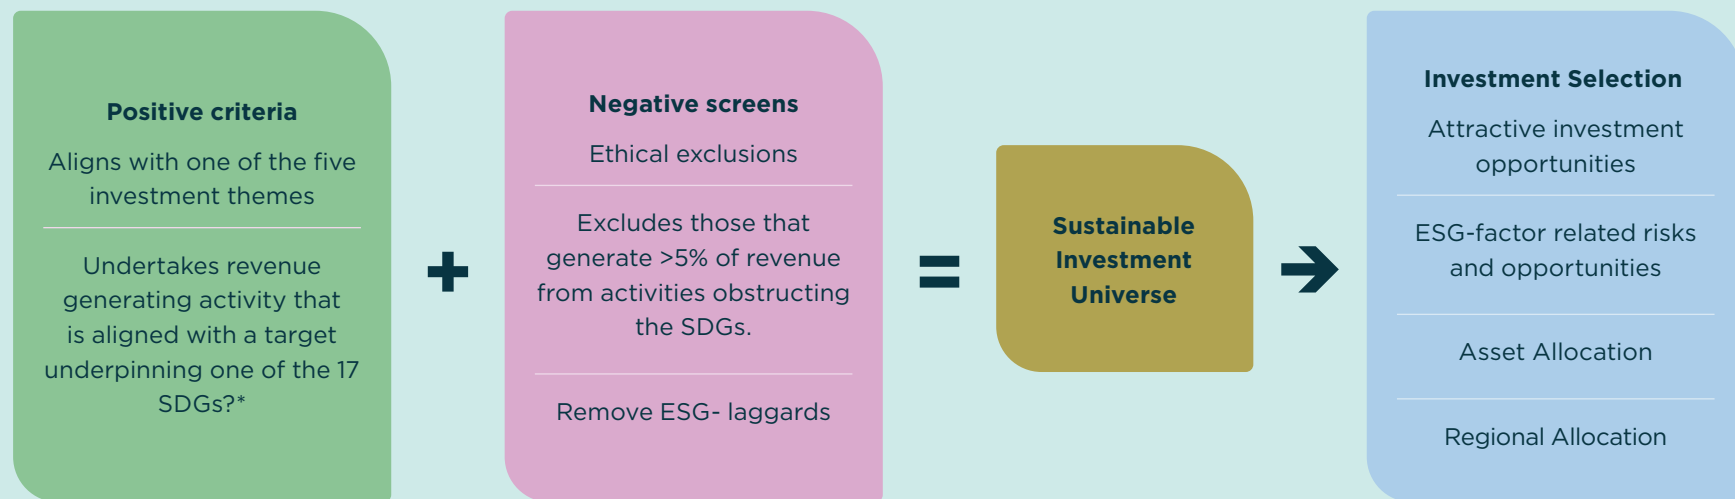 Positive criteria
Aligns with one of the five
investment themes
Undertakes revenue
generating activity that
is aligned with a target
underpinning one of the 17
SDGs?*
+
Negative screens
Ethical exclusions
Excludes those that
generate >5% of revenue
from activities obstructing
the SDGs.
Remove ESG- laggards
=
Sustainable
Investment
Universe
Investment Selection
Attractive investment
opportunities
ESG-factor related risks
and opportunities
Asset Allocation
Regional Allocation